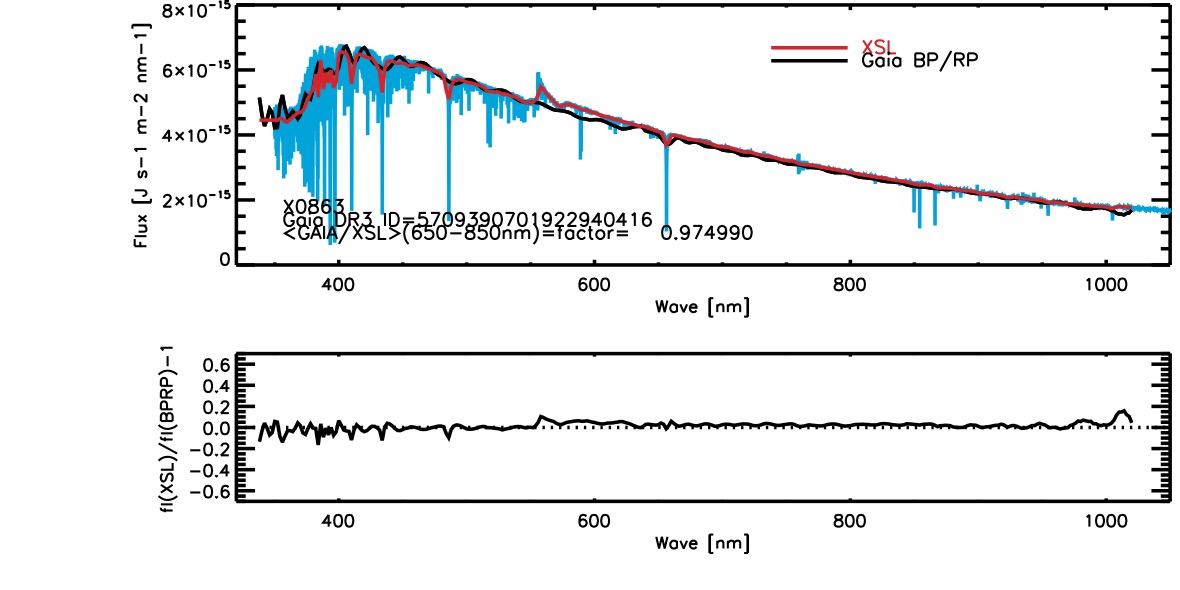 8×10−15
6×10−15
4×10−15
2×10−15
0
Flux [J s−1 m−2 nm−1]
XSL
Gaia BP/RP
X0863
Gaia DR3 ID=5709390701922940416
<GAIA/XSL>(650−850nm)=factor= 0.974990
400 600 800 1000
Wave [nm]
0.6
0.4
0.2
0.0
−0.2
−0.4
−0.6
fl(XSL)/fl(BPRP)−1
400 600 800 1000
Wave [nm]